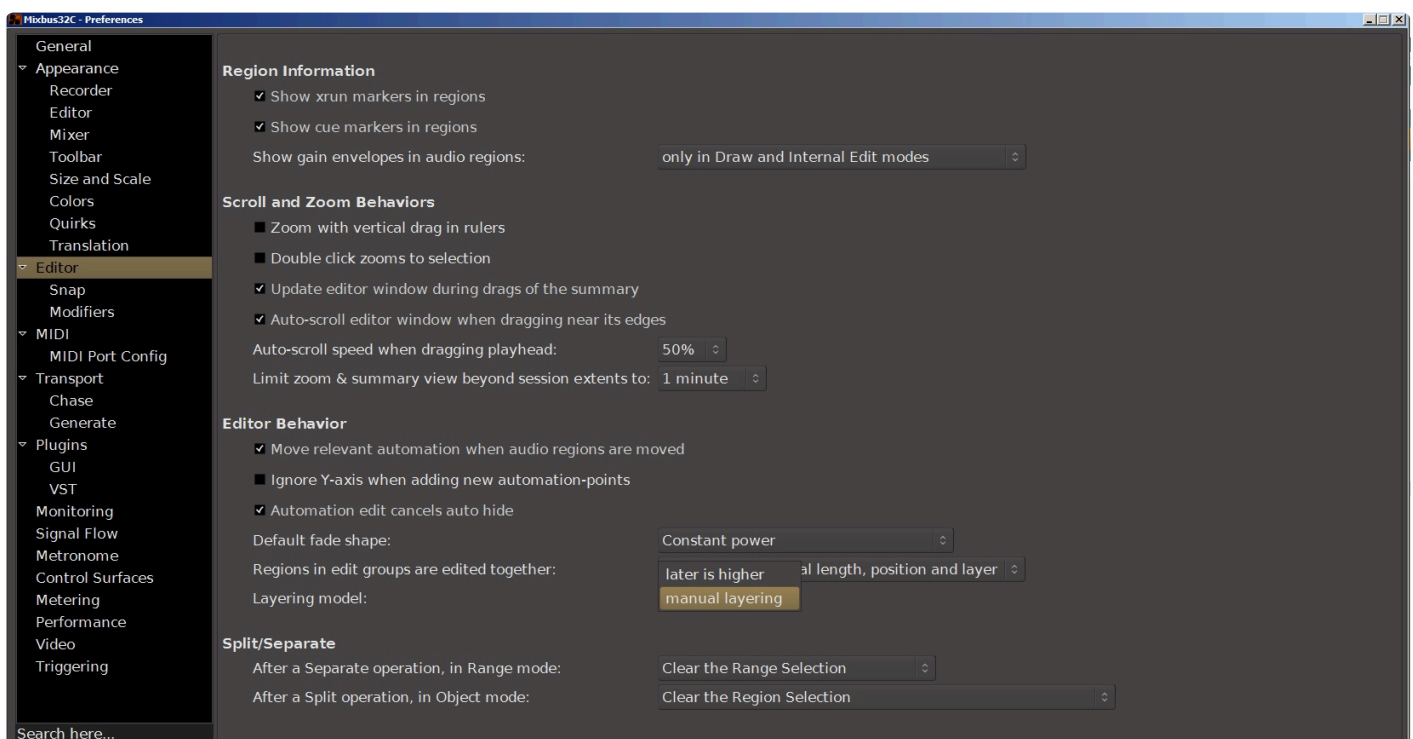 Mixbus32C - Preferences
General
Appearance
Recorder
Editor
Mixer
Toolbar
Size and Scale
Colors
Quirks
Translation
Editor
Snap
Modifiers
MIDI
MIDI Port Config
Transport
Chase
Generate
Plugins
GUI
VST
Monitoring
Signal Flow
Metronome
Control Surfaces
Metering
Performance
Video
Triggering
Search here...
Region Information
Show xrun markers in regions
Show cue markers in regions
Show gain envelopes in audio regions: only in Draw and Internal Edit modes
Scroll and Zoom Behaviors
Zoom with vertical drag in rulers
Double click zooms to selection
Update editor window during drags of the summary
Auto-scroll editor window when dragging near its edges
Auto-scroll speed when dragging playhead: 50%
Limit zoom & summary view beyond session extents to: 1 minute
Editor Behavior
Move relevant automation when audio regions are moved
Ignore Y-axis when adding new automation-points
Automation edit cancels auto hide
Default fade shape: Constant power
Regions in edit groups are edited together: later is higher al length, position and layer
Layering model: manual layering
Split/Separate
After a Separate operation, in Range mode: Clear the Range Selection
After a Split operation, in Object mode: Clear the Region Selection